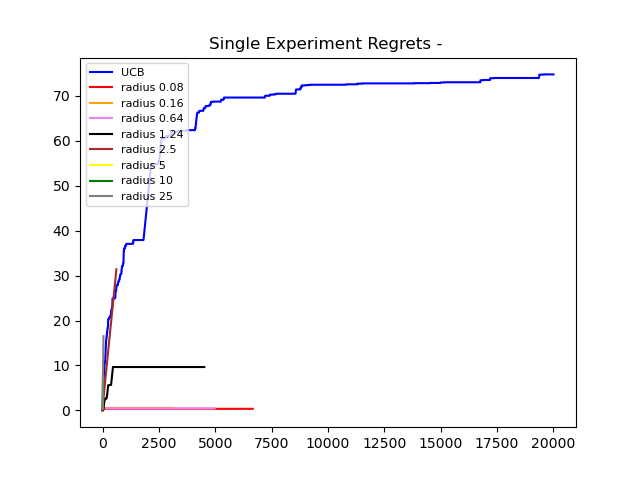 Single Experiment Regrets -
UCB
radius 0.08
radius 0.16
radius 0.64
radius 1.24
radius 2.5
radius 5
radius 10
radius 25
70
60
50
40
30
20
10
0
0 2500 5000 7500 10000 12500 15000 17500 20000